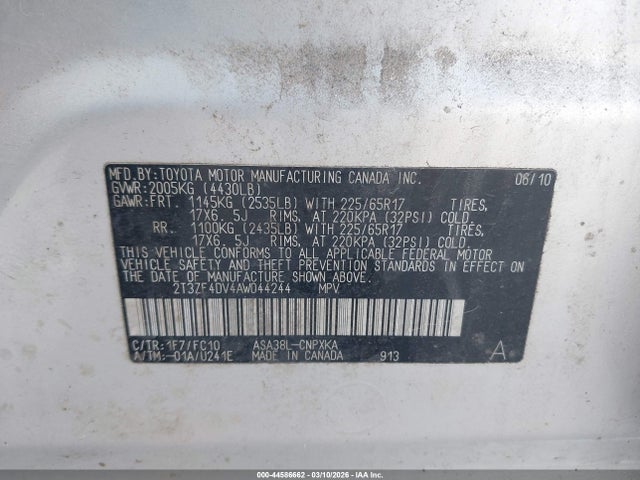 MFD. BY: TOYOTA MOTOR MANUFACTURING CANADA INC. 06/10
GVWR: 2005KG (4430LB)
GAWR: FRT. 1145KG (2535LB) WITH 225/65R17 TIRES,
17X6. 5J RIMS, AT 220KPA (32PSI) COLD.
RR. 1100KG (2435LB) WITH 225/65R17 TIRES,
17X6. 5J RIMS, AT 220KPA (32PSI) COLD.
THIS VEHICLE CONFORMS TO ALL APPLICABLE FEDERAL MOTOR
VEHICLE SAFETY AND THEFT PREVENTION STANDARDS IN EFFECT ON
THE DATE OF MANUFACTURE SHOWN ABOVE.
2T3ZF4DV4AW044244 MPV
C/TR: 1F7/FC10 ASA38L-CNPXKA
A/TM: -01A/U241E MADE IN CANADA 913 A
000-44586662 - 03/10/2026 - IAA Inc.